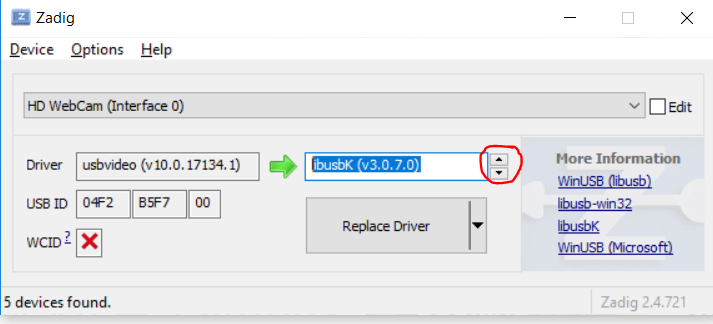 Zadig
Device Options Help
HD WebCam (Interface 0) Edit
Driver usbvideo (v10.0.17134.1) libusbK (v3.0.7.0)
USB ID 04F2 B5F7 00
WCID ?
Replace Driver
More Information
WinUSB (libusb)
libusb-win32
libusbK
WinUSB (Microsoft)
5 devices found. Zadig 2.4.721